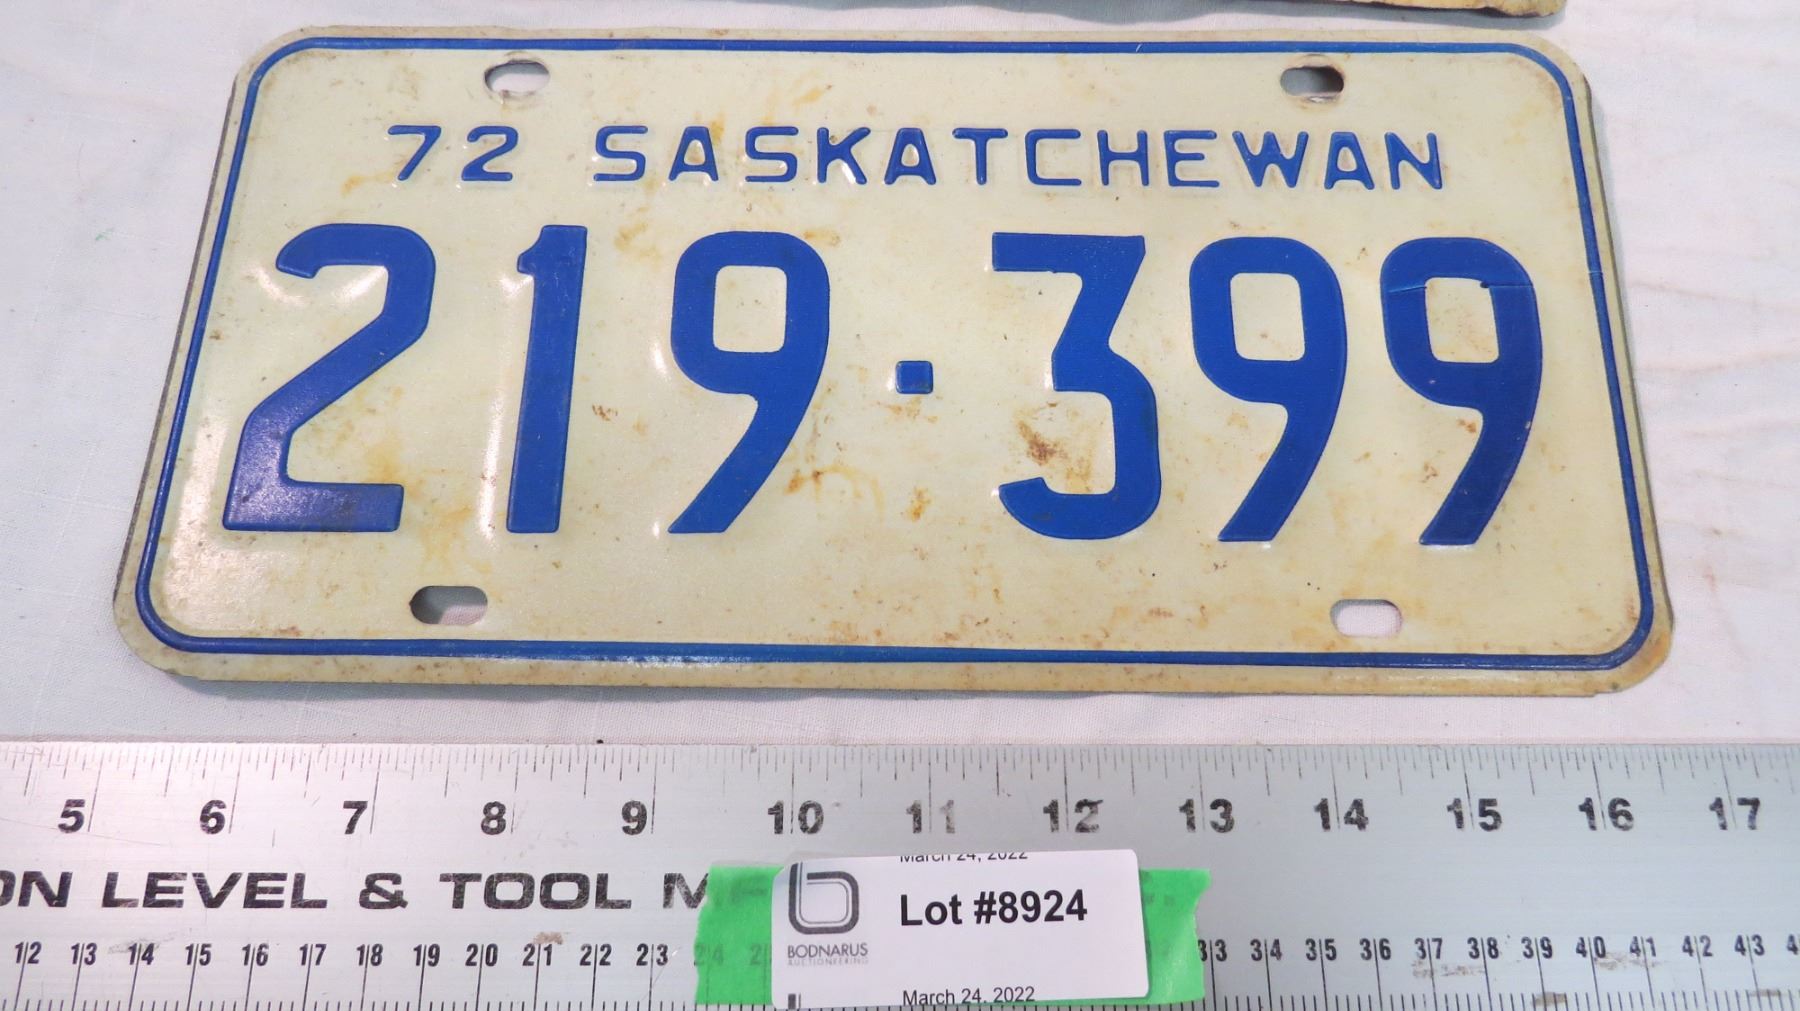 72 SASKATCHEWAN
219·399
5 6 7 8 9 10 11 12 13 14 15 16 17
ON LEVEL & TOOL
March 24, 2022
Lot #8924
BODNARUS
AUCTIONEERING
12 13 14 15 16 17 18 19 20 21 22 23 24 33 34 35 36 37 38 39 40 41 42 43
March 24, 2022